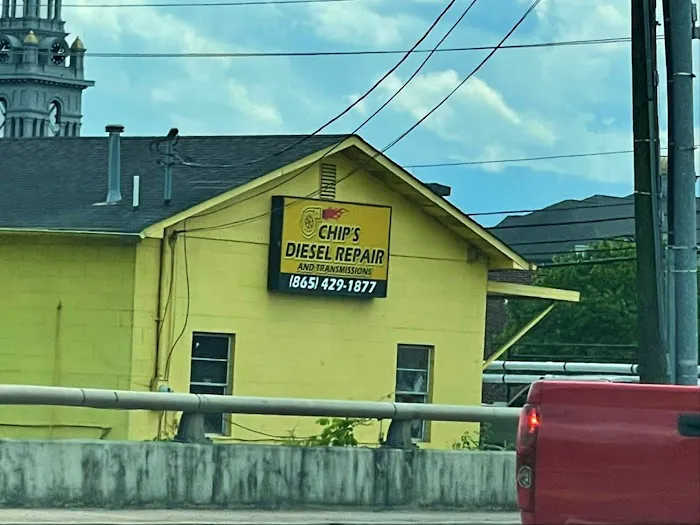 CHIP'S
DIESEL REPAIR
AND TRANSMISSIONS
(865) 429-1877